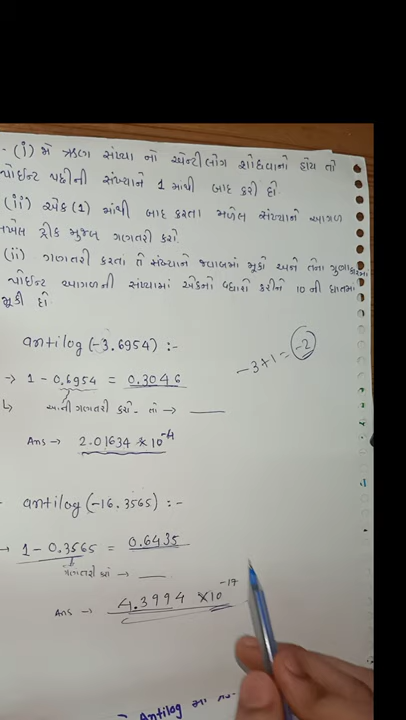 (i) જો ઋણ સંખ્યા નો એન્ટીલોગ શોધવાનો હોય તો
પોઈન્ટ પછીની સંખ્યાને 1 માંથી બાદ કરી દો.
(ii) એક (1) માંથી બાદ કરતા મળેલ સંખ્યાને આગળ
ટ્રીક મુજબ ગણતરી કરો.
(ii) ગણતરી કરતા તે સંખ્યાને જવાબમાં મૂકો અને તેના ગુણાકારમાં
પોઈન્ટ આગળની સંખ્યામાં એકનો વધારો કરીને 10 ની ઘાતમાં
મૂકી દો.
antilog (-3.6954) :-
-3+1 = -2
→ 1 - 0.6954 = 0.3046
↳ આની ગણતરી કરો - તો →
Ans → 2.01634 × 10⁻⁴
antilog (-16.3565) :-
→ 1 - 0.3565 = 0.6435
→
Ans → 4.3994 × 10⁻¹⁷
→ Antilog માં